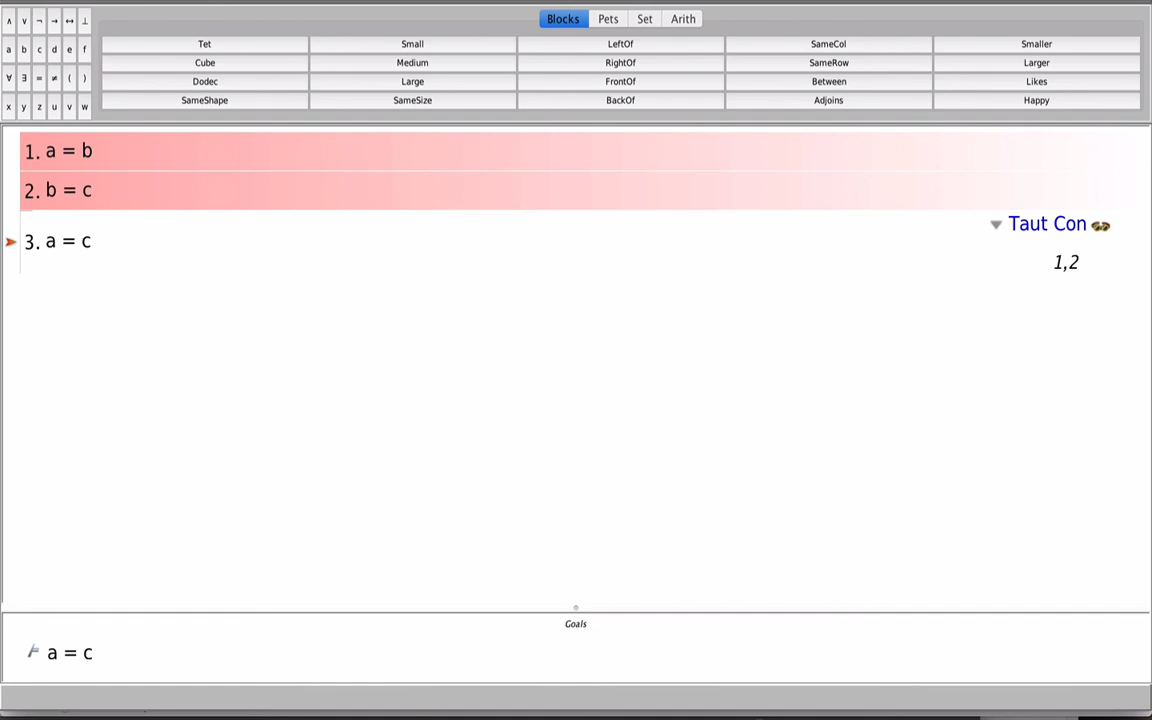 ∧ ∨ ¬ → ↔ ⊥
a b c d e f
∀ ∃ = ≠ ( )
x y z u v w
Blocks Pets Set Arith
Tet Small LeftOf SameCol Smaller
Cube Medium RightOf SameRow Larger
Dodec Large FrontOf Between Likes
SameShape SameSize BackOf Adjoins Happy
1. a = b
2. b = c
3. a = c
Taut Con
1,2
Goals
a = c